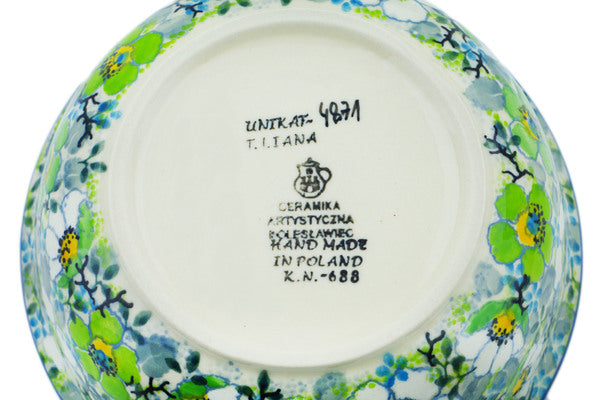 UNIKAT-4871
T.LIANA
CERAMIKA
ARTYSTYCZNA
BOLESŁAWIEC
HAND MADE
IN POLAND
K.N.-688